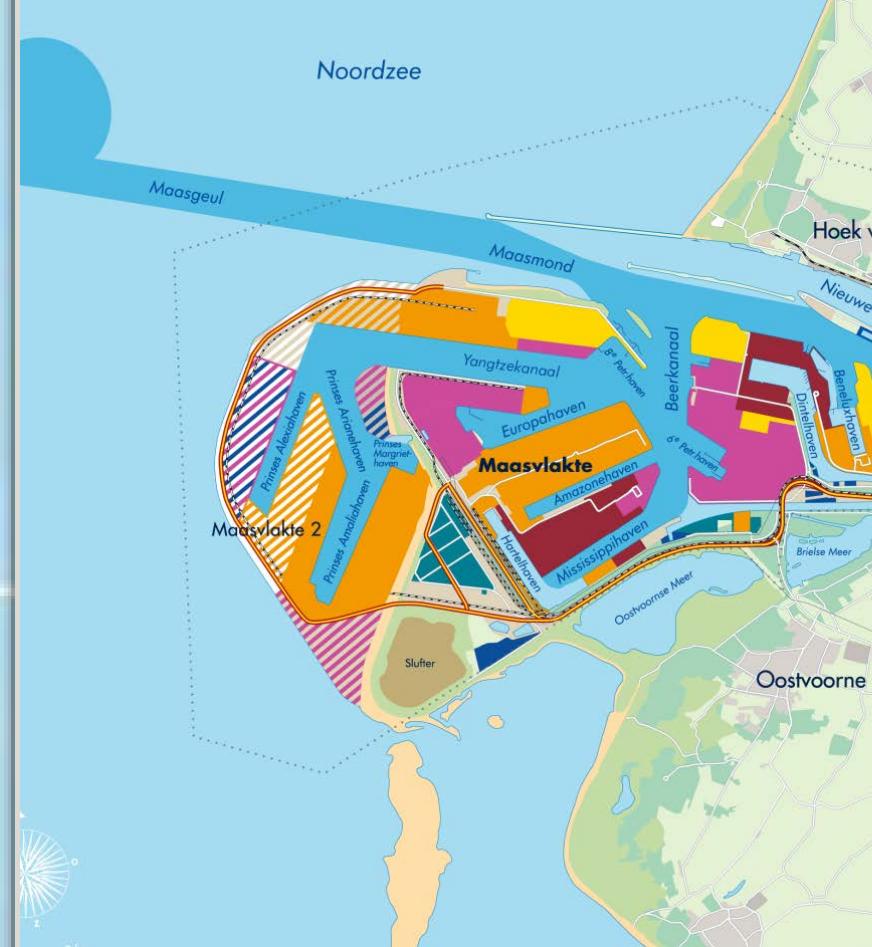 Noordzee
Maasgeul
Hoek v
Maasmond
Nieuwe
Yangtzekanaal
8e Petr.haven
Beerkanaal
Beneluxhaven
Dintelhaven
Prinses Alexiahaven
Prinses Arianehaven
Prinses
Margriet-
haven
Prinses Amaliahaven
Europahaven
6e Petr.haven
Maasvlakte
Amazonehaven
Maasvlakte 2
Hartelhaven
Mississippihaven
Brielse Meer
Oostvoornse Meer
Slufter
Oostvoorne
O
Z